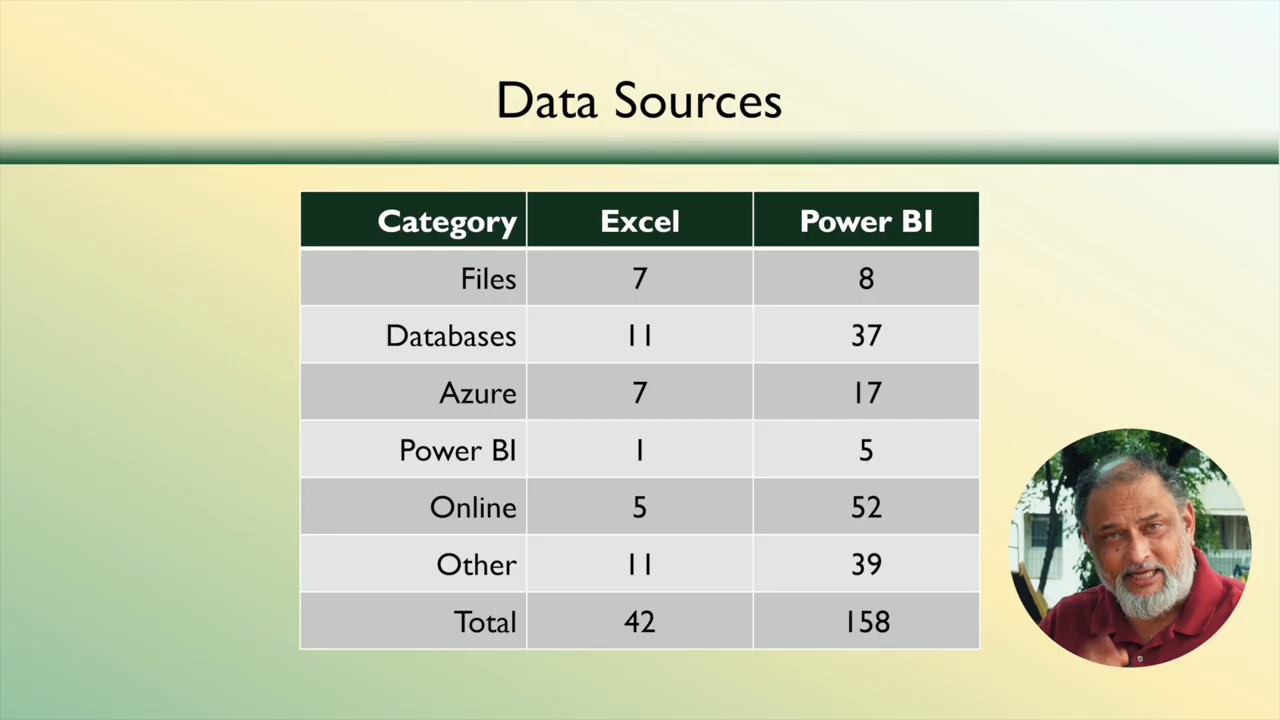 Data Sources
Category Excel Power BI
Files 7 8
Databases 11 37
Azure 7 17
Power BI 1 5
Online 5 52
Other 11 39
Total 42 158